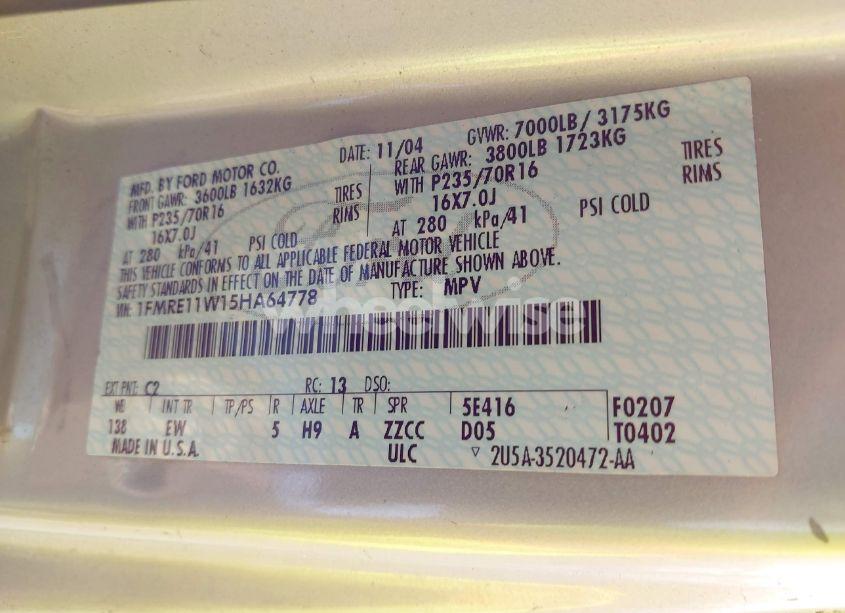 MFD. BY FORD MOTOR CO.
DATE: 11/04
GVWR: 7000LB/ 3175KG
FRONT GAWR: 3600LB 1632KG
REAR GAWR: 3800LB 1723KG
WITH P235/70R16 TIRES
WITH P235/70R16 TIRES
16X7.0J RIMS
16X7.0J RIMS
AT 280 kPa/41 PSI COLD
AT 280 kPa/41 PSI COLD
THIS VEHICLE CONFORMS TO ALL APPLICABLE FEDERAL MOTOR VEHICLE
SAFETY STANDARDS IN EFFECT ON THE DATE OF MANUFACTURE SHOWN ABOVE.
VIN: 1FMRE11W15HA64778
TYPE: MPV
wheelwise
EXT PNT: C2 RC: 13 DSO:
WB INT TR TP/PS R AXLE TR SPR 5E416 F0207
138 EW 5 H9 A ZZCC D05 T0402
MADE IN U.S.A. ULC 2U5A-3520472-AA